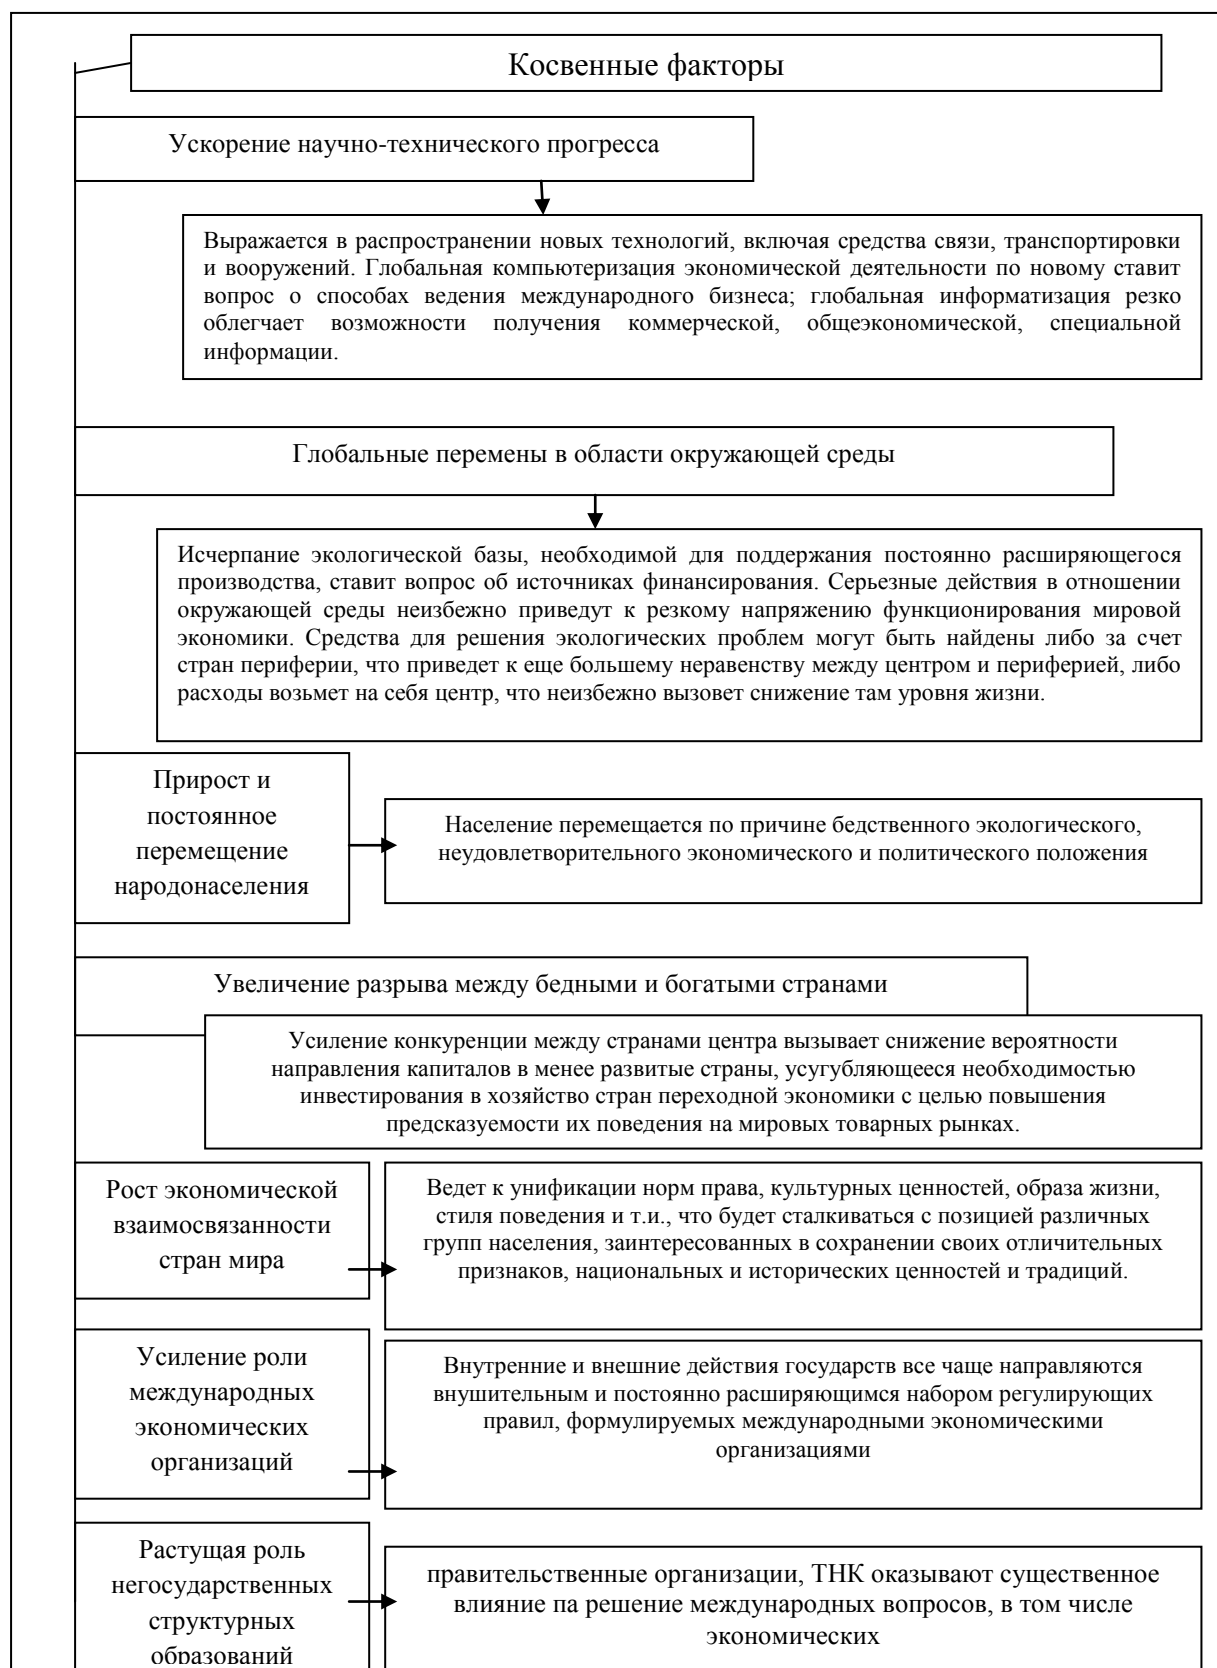 Косвенные факторы
Ускорение научно-технического прогресса
Выражается в распространении новых технологий, включая средства связи, транспортировки
и вооружений. Глобальная компьютеризация экономической деятельности по новому ставит
вопрос о способах ведения международного бизнеса; глобальная информатизация резко
облегчает возможности получения коммерческой, общеэкономической, специальной
информации.
Глобальные перемены в области окружающей среды
Исчерпание экологической базы, необходимой для поддержания постоянно расширяющегося
производства, ставит вопрос об источниках финансирования. Серьезные действия в отношении
окружающей среды неизбежно приведут к резкому напряжению функционирования мировой
экономики. Средства для решения экологических проблем могут быть найдены либо за счет
стран периферии, что приведет к еще большему неравенству между центром и периферией, либо
расходы возьмет на себя центр, что неизбежно вызовет снижение там уровня жизни.
Прирост и
постоянное
перемещение
народонаселения
Население перемещается по причине бедственного экологического,
неудовлетворительного экономического и политического положения
Увеличение разрыва между бедными и богатыми странами
Усиление конкуренции между странами центра вызывает снижение вероятности
направления капиталов в менее развитые страны, усугубляющееся необходимостью
инвестирования в хозяйство стран переходной экономики с целью повышения
предсказуемости их поведения на мировых товарных рынках.
Рост экономической
взаимосвязанности
стран мира
Ведет к унификации норм права, культурных ценностей, образа жизни,
стиля поведения и т.и., что будет сталкиваться с позицией различных
групп населения, заинтересованных в сохранении своих отличительных
признаков, национальных и исторических ценностей и традиций.
Усиление роли
международных
экономических
организаций
Внутренние и внешние действия государств все чаще направляются
внушительным и постоянно расширяющимся набором регулирующих
правил, формулируемых международными экономическими
организациями
Растущая роль
негосударственных
структурных
образований
правительственные организации, ТНК оказывают существенное
влияние па решение международных вопросов, в том числе
экономических